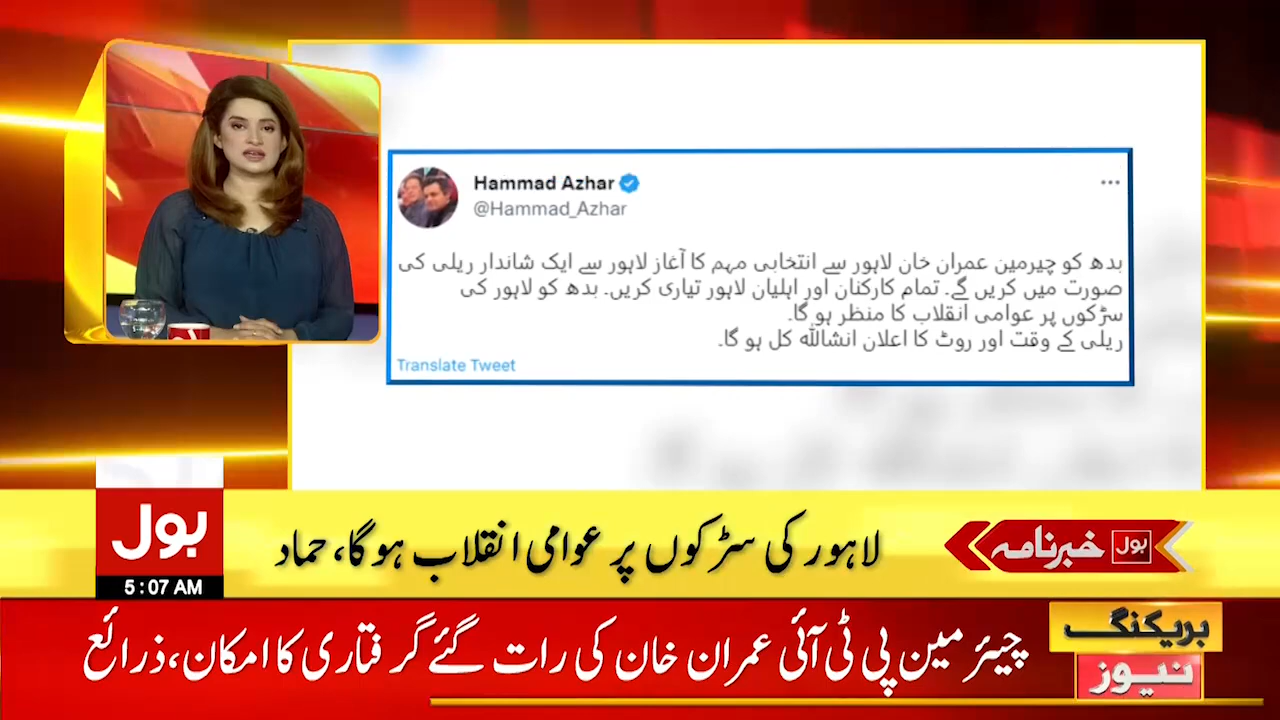 Hammad Azhar
@Hammad_Azhar
بدھ کو چیرمین عمران خان لاہور سے انتخابی مہم کا آغاز لاہور سے ایک شاندار ریلی کی
صورت میں کریں گے۔ تمام کارکنان اور اہلیان لاہور تیاری کریں۔ بدھ کو لاہور کی
سڑکوں پر عوامی انقلاب کا منظر ہو گا۔
ریلی کے وقت اور روٹ کا اعلان انشاللہ کل ہو گا۔
Translate Tweet
بول خبرنامہ
لاہور کی سڑکوں پر عوامی انقلاب ہوگا، حماد
بول
5:07 AM
بریکنگ
نیوز
چیئرمین پی ٹی آئی عمران خان کی رات گئے گرفتاری کا امکان، ذرائع